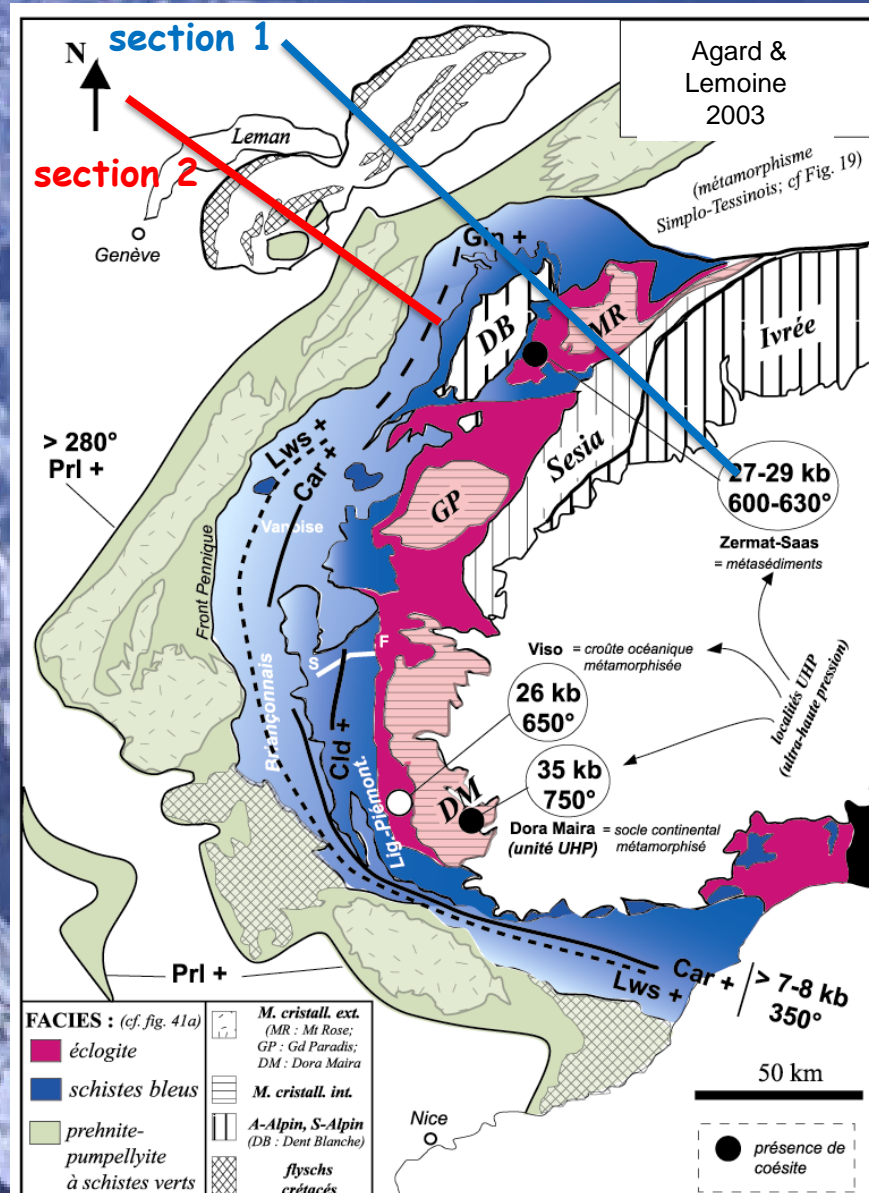 section 1
Agard &
Lemoine
2003
N
Leman
section 2
(métamorphisme
Simplo-Tessinois; cf Fig. 19)
Genève
Grn +
DB
MR
Ivrée
> 280°
Prl +
Lws +
Car +
Sesia
27-29 kb
600-630°
GP
Vanoise
Zermat-Saas
= métasédiments
Front Pennique
S
F
Viso = croûte océanique
métamorphisée
26 kb
650°
localités UHP
(ultra-haute pression)
Briançonnais
Cld +
Lig.-Piémont.
DM
35 kb
750°
Dora Maira = socle continental
(unité UHP) métamorphisé
Prl +
Car +
Lws +
> 7-8 kb
350°
FACIES : (cf. fig. 41a)
éclogite
schistes bleus
prehnite-
pumpellyite
à schistes verts
M. cristall. ext.
(MR : Mt Rose;
GP : Gd Paradis;
DM : Dora Maira
M. cristall. int.
A-Alpin, S-Alpin
(DB : Dent Blanche)
flyschs
crétacés
Nice
50 km
présence de
coésite